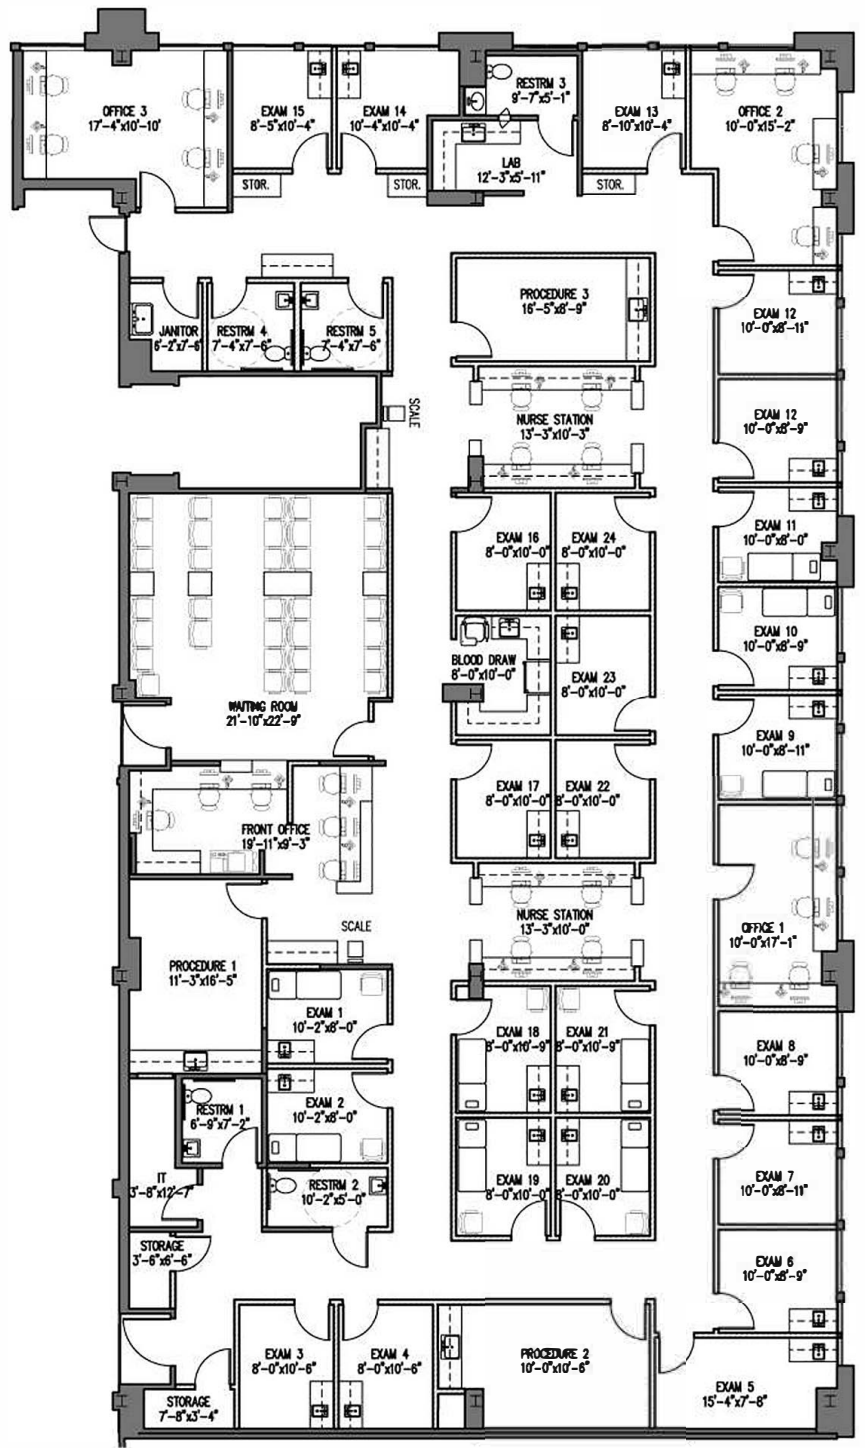 OFFICE 3
17'-4"x10'-10'
EXAM 15
8'-5"x10'-4"
EXAM 14
10'-4"x10'-4"
RESTRM 3
9'-7"x5'-1"
EXAM 13
8'-10"x10'-4"
OFFICE 2
10'-0"x15'-2"
STOR.
STOR.
LAB
12'-3"x5'-11"
STOR.
JANITOR
6'-2"x7'-6"
RESTRM 4
7'-4"x7'-6"
RESTRM 5
7'-4"x7'-6"
PROCEDURE 3
16'-5"x8'-9"
EXAM 12
10'-0"x8'-11"
SCALE
NURSE STATION
13'-3"x10'-3"
EXAM 12
10'-0"x8'-9"
EXAM 16
8'-0"x10'-0"
EXAM 24
8'-0"x10'-0"
EXAM 11
10'-0"x8'-0"
BLOOD DRAW
8'-0"x10'-0"
EXAM 23
8'-0"x10'-0"
EXAM 10
10'-0"x8'-9"
WAITING ROOM
21'-10"x22'-9"
EXAM 9
10'-0"x8'-11"
EXAM 17
8'-0"x10'-0"
EXAM 22
8'-0"x10'-0"
FRONT OFFICE
19'-11"x9'-3"
SCALE
NURSE STATION
13'-3"x10'-0"
OFFICE 1
10'-0"x17'-1"
PROCEDURE 1
11'-3"x16'-5"
EXAM 1
10'-2"x8'-0"
EXAM 18
8'-0"x10'-9"
EXAM 21
8'-0"x10'-9"
EXAM 8
10'-0"x8'-9"
RESTRM 1
6'-9"x7'-2"
EXAM 2
10'-2"x8'-0"
IT
3'-8"x12'-7"
RESTRM 2
10'-2"x5'-0"
EXAM 19
8'-0"x10'-0"
EXAM 20
8'-0"x10'-0"
EXAM 7
10'-0"x8'-11"
STORAGE
3'-6"x6'-6"
EXAM 6
10'-0"x8'-9"
EXAM 3
8'-0"x10'-6"
EXAM 4
8'-0"x10'-6"
PROCEDURE 2
10'-0"x10'-6"
EXAM 5
15'-4"x7'-8"
STORAGE
7'-8"x3'-4"